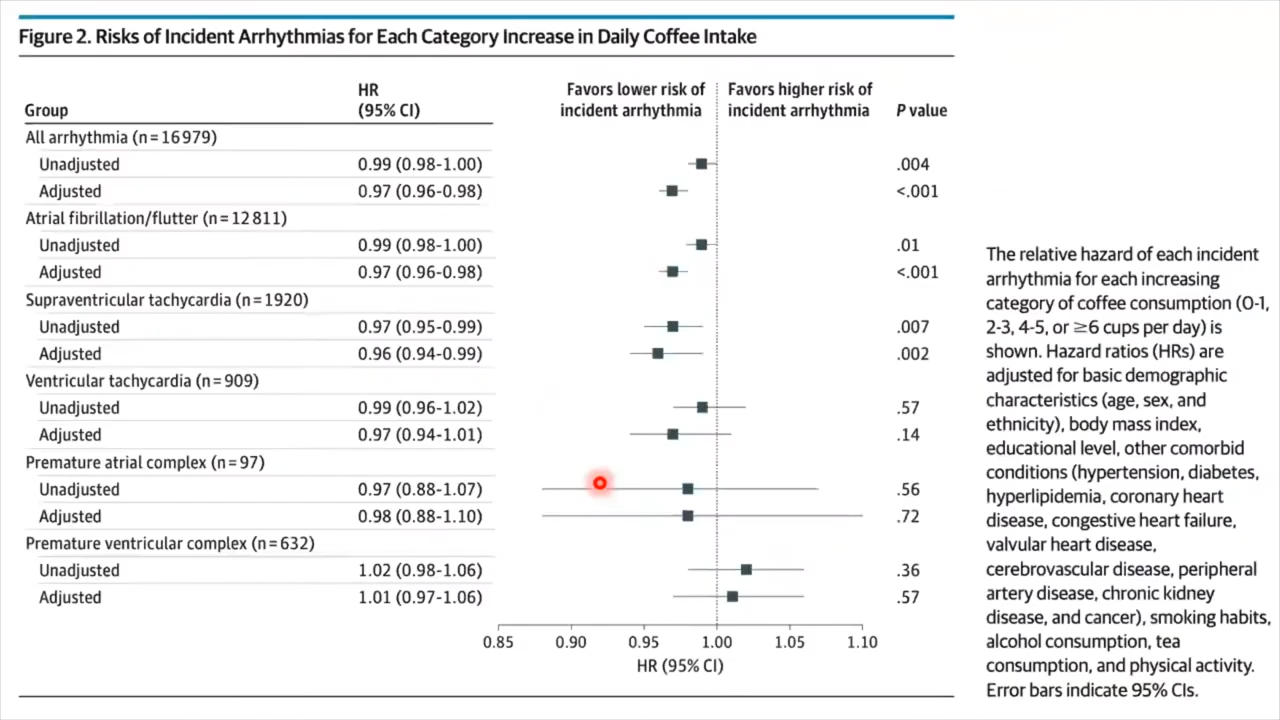 Figure 2. Risks of Incident Arrhythmias for Each Category Increase in Daily Coffee Intake
Group HR (95% CI) Favors lower risk of incident arrhythmia Favors higher risk of incident arrhythmia P value
All arrhythmia (n=16979)
Unadjusted 0.99 (0.98-1.00) .004
Adjusted 0.97 (0.96-0.98) <.001
Atrial fibrillation/flutter (n=12811)
Unadjusted 0.99 (0.98-1.00) .01
Adjusted 0.97 (0.96-0.98) <.001
Supraventricular tachycardia (n=1920)
Unadjusted 0.97 (0.95-0.99) .007
Adjusted 0.96 (0.94-0.99) .002
Ventricular tachycardia (n=909)
Unadjusted 0.99 (0.96-1.02) .57
Adjusted 0.97 (0.94-1.01) .14
Premature atrial complex (n=97)
Unadjusted 0.97 (0.88-1.07) .56
Adjusted 0.98 (0.88-1.10) .72
Premature ventricular complex (n=632)
Unadjusted 1.02 (0.98-1.06) .36
Adjusted 1.01 (0.97-1.06) .57
0.85 0.90 0.95 1.00 1.05 1.10
HR (95% CI)
The relative hazard of each incident
arrhythmia for each increasing
category of coffee consumption (0-1,
2-3, 4-5, or ≥6 cups per day) is
shown. Hazard ratios (HRs) are
adjusted for basic demographic
characteristics (age, sex, and
ethnicity), body mass index,
educational level, other comorbid
conditions (hypertension, diabetes,
hyperlipidemia, coronary heart
disease, congestive heart failure,
valvular heart disease,
cerebrovascular disease, peripheral
artery disease, chronic kidney
disease, and cancer), smoking habits,
alcohol consumption, tea
consumption, and physical activity.
Error bars indicate 95% CIs.